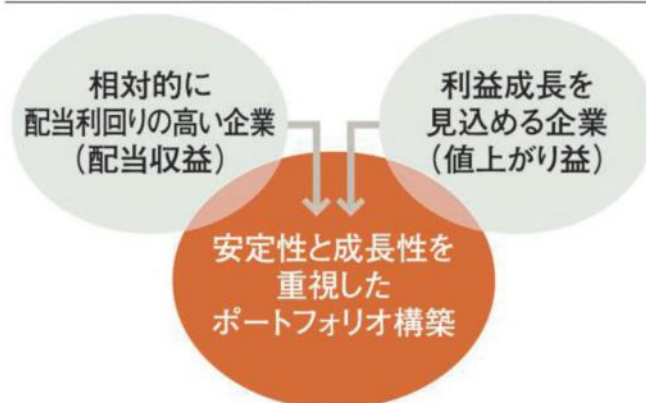 相対的に
配当利回りの高い企業
(配当収益)
利益成長を
見込める企業
(値上がり益)
安定性と成長性を
重視した
ポートフォリオ構築